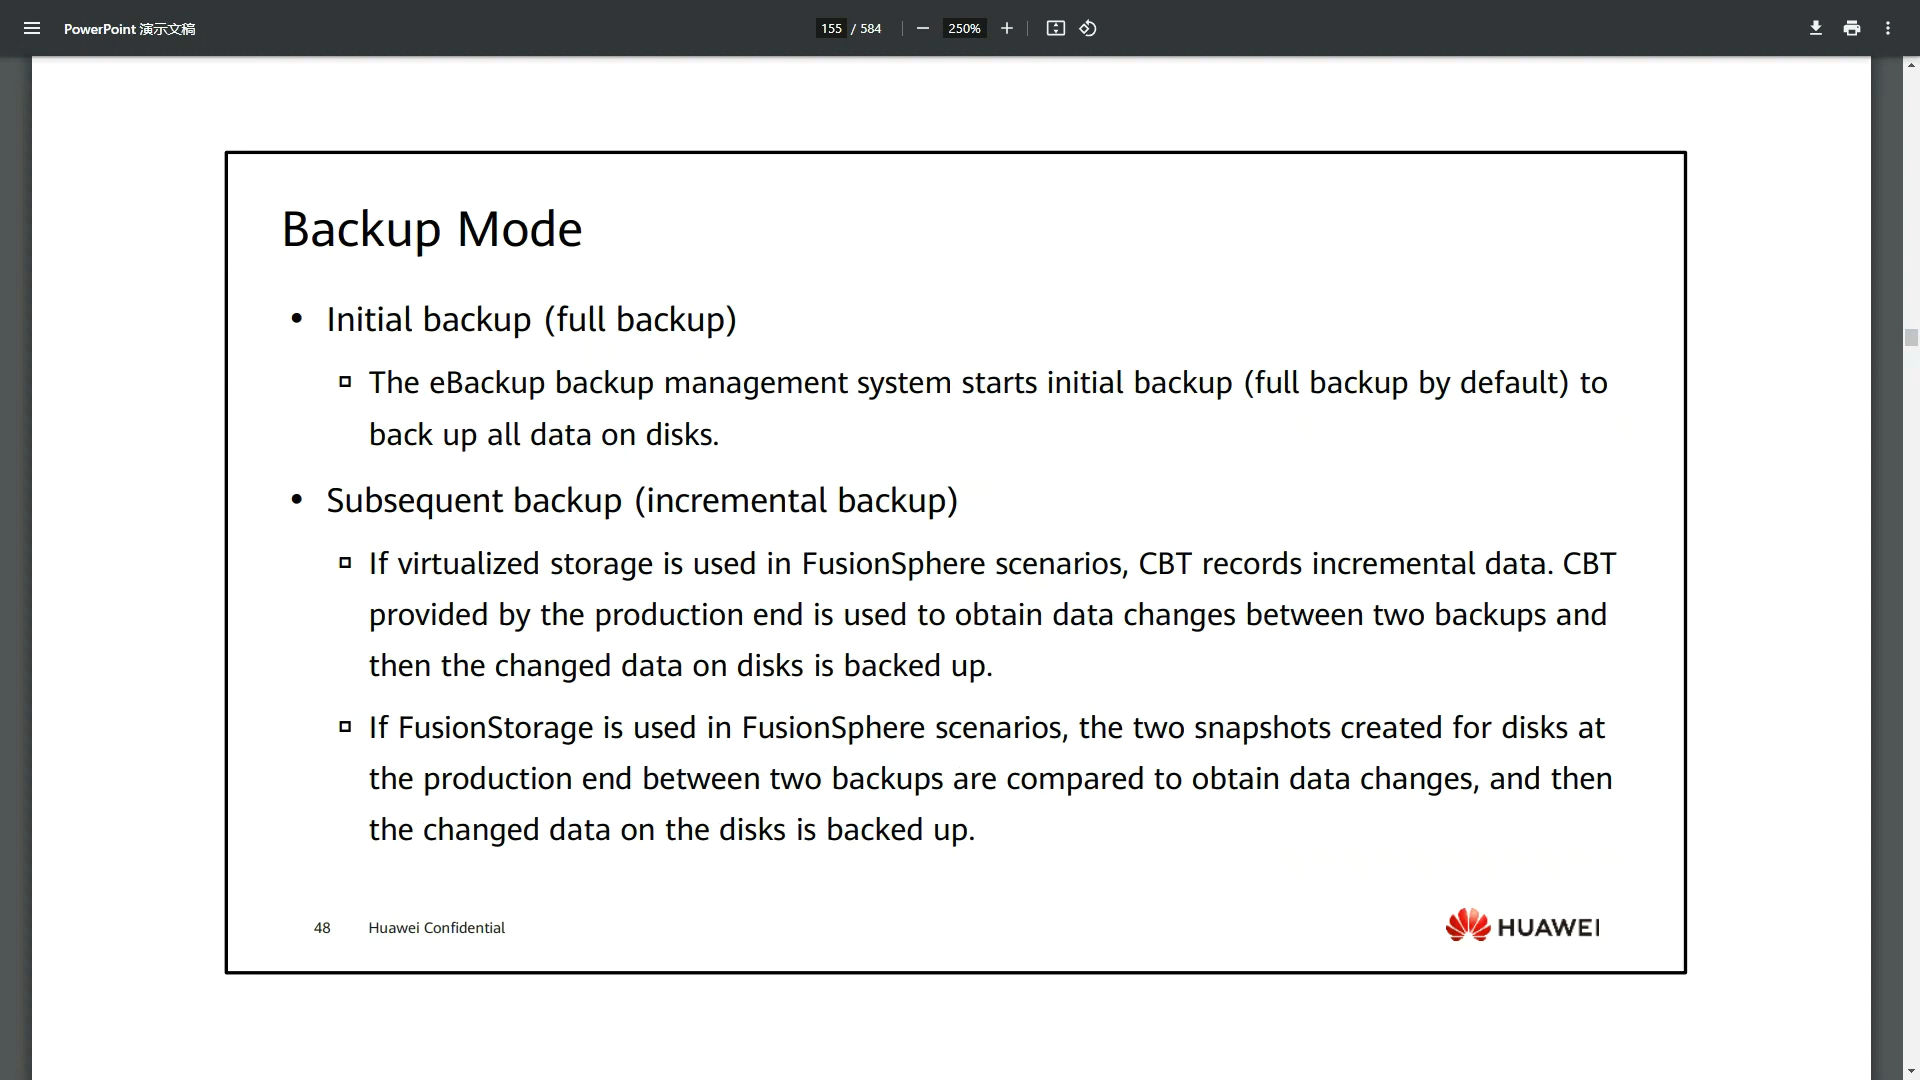 PowerPoint 演示文稿
155 / 584
250%
Backup Mode
• Initial backup (full backup)
▫ The eBackup backup management system starts initial backup (full backup by default) to
back up all data on disks.
• Subsequent backup (incremental backup)
▫ If virtualized storage is used in FusionSphere scenarios, CBT records incremental data. CBT
provided by the production end is used to obtain data changes between two backups and
then the changed data on disks is backed up.
▫ If FusionStorage is used in FusionSphere scenarios, the two snapshots created for disks at
the production end between two backups are compared to obtain data changes, and then
the changed data on the disks is backed up.
48 Huawei Confidential
HUAWEI